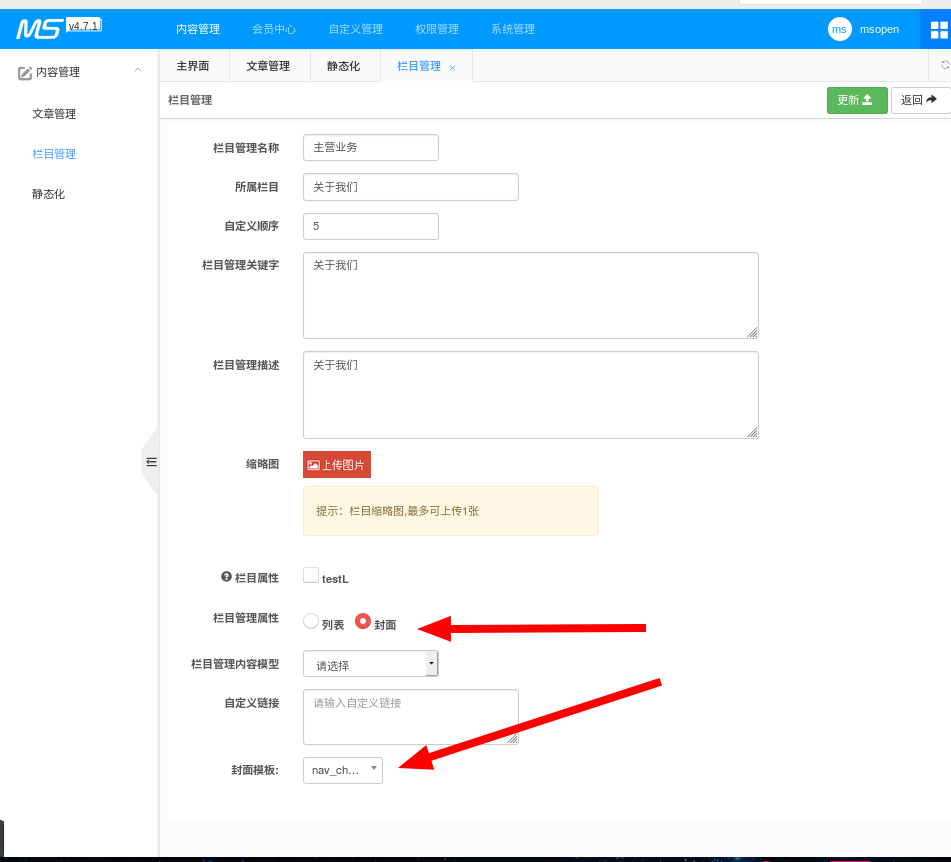 MS v4.7.1 内容管理 会员中心 自定义管理 权限管理 系统管理 ms msopen
内容管理
文章管理
栏目管理
静态化
主界面 文章管理 静态化 栏目管理 ×
栏目管理 更新 返回
栏目管理名称 主营业务
所属栏目 关于我们
自定义顺序 5
栏目管理关键字 关于我们
栏目管理描述 关于我们
缩略图 上传图片
提示：栏目缩略图,最多可上传1张
栏目属性 testL
栏目管理属性 列表 封面
栏目管理内容模型 请选择
自定义链接 请输入自定义链接
封面模板: nav_ch...